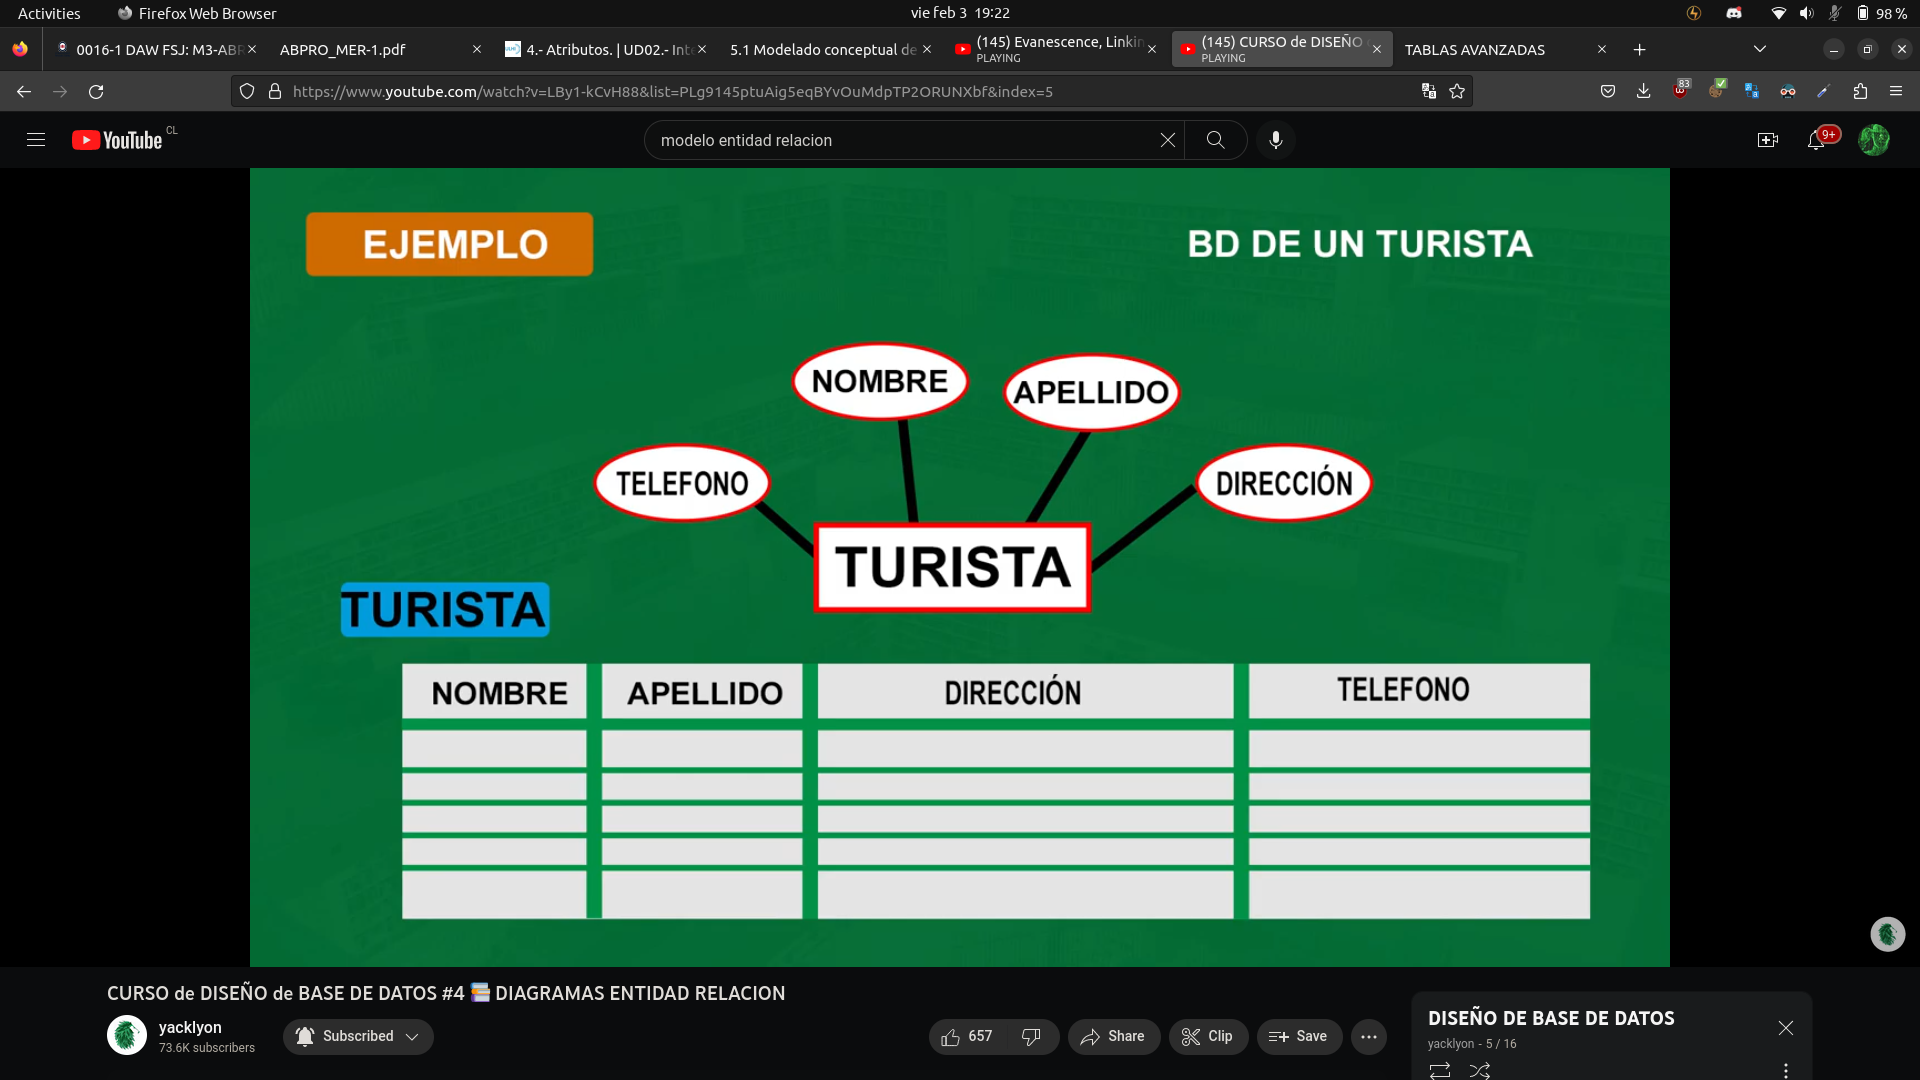 Activities
Firefox Web Browser
vie feb 3 19:22
98 %
0016-1 DAW FSJ: M3-ABR
ABPRO_MER-1.pdf
4.- Atributos. | UD02.- Int
5.1 Modelado conceptual de
(145) Evanescence, Linkin
PLAYING
(145) CURSO de DISEÑO
PLAYING
TABLAS AVANZADAS
https://www.youtube.com/watch?v=LBy1-kCvH88&list=PLg9145ptuAig5eqBYvOuMdpTP2ORUNXbf&index=5
83
YouTube CL
modelo entidad relacion
9+
EJEMPLO
BD DE UN TURISTA
NOMBRE
APELLIDO
TELEFONO
DIRECCIÓN
TURISTA
TURISTA
NOMBRE APELLIDO DIRECCIÓN TELEFONO
CURSO de DISEÑO de BASE DE DATOS #4 📚 DIAGRAMAS ENTIDAD RELACION
yacklyon
73.6K subscribers
Subscribed
657
Share
Clip
Save
DISEÑO DE BASE DE DATOS
yacklyon - 5 / 16